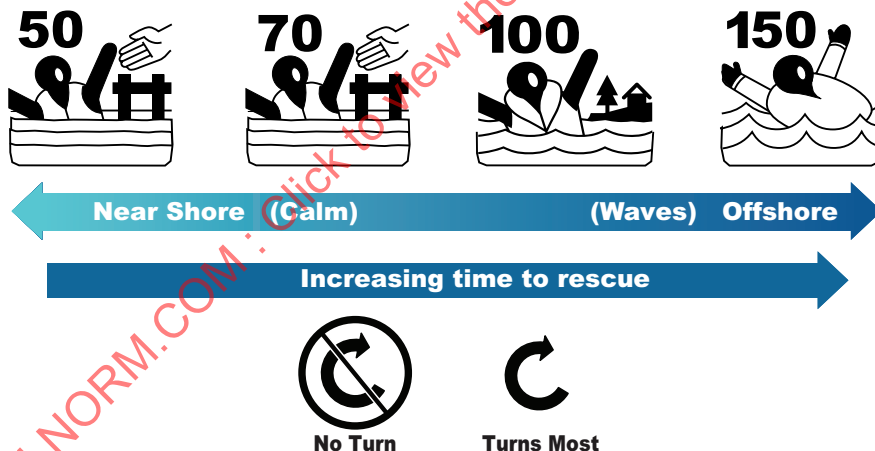 50 70 100 150
Near Shore (Calm) (Waves) Offshore
Increasing time to rescue
No Turn Turns Most
NORM.COM : Click to view the